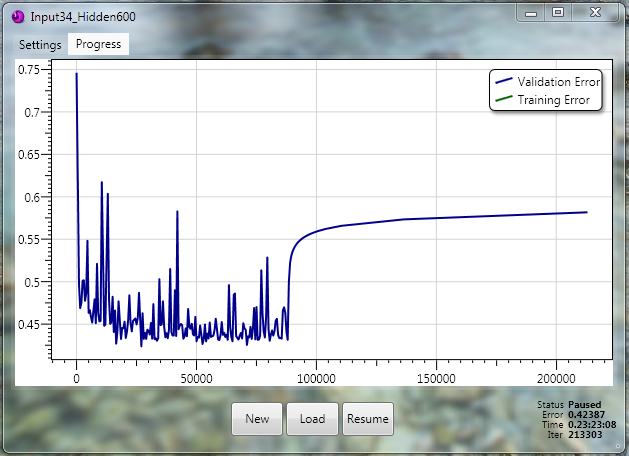 Input34_Hidden600
Settings Progress
Validation Error
Training Error
0.75
0.7
0.65
0.6
0.55
0.5
0.45
0 50000 100000 150000 200000
New Load Resume
Status Paused
Error 0.42387
Time 0.23:23:08
Iter 213303